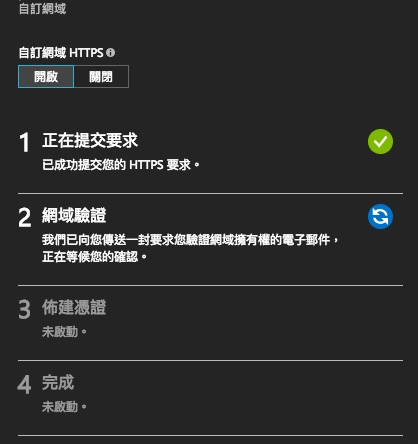 自訂網域
自訂網域 HTTPS
開啟 關閉
1 正在提交要求
已成功提交您的 HTTPS 要求。
2 網域驗證
我們已向您傳送一封要求您驗證網域擁有權的電子郵件，
正在等候您的確認。
3 佈建憑證
未啟動。
4 完成
未啟動。